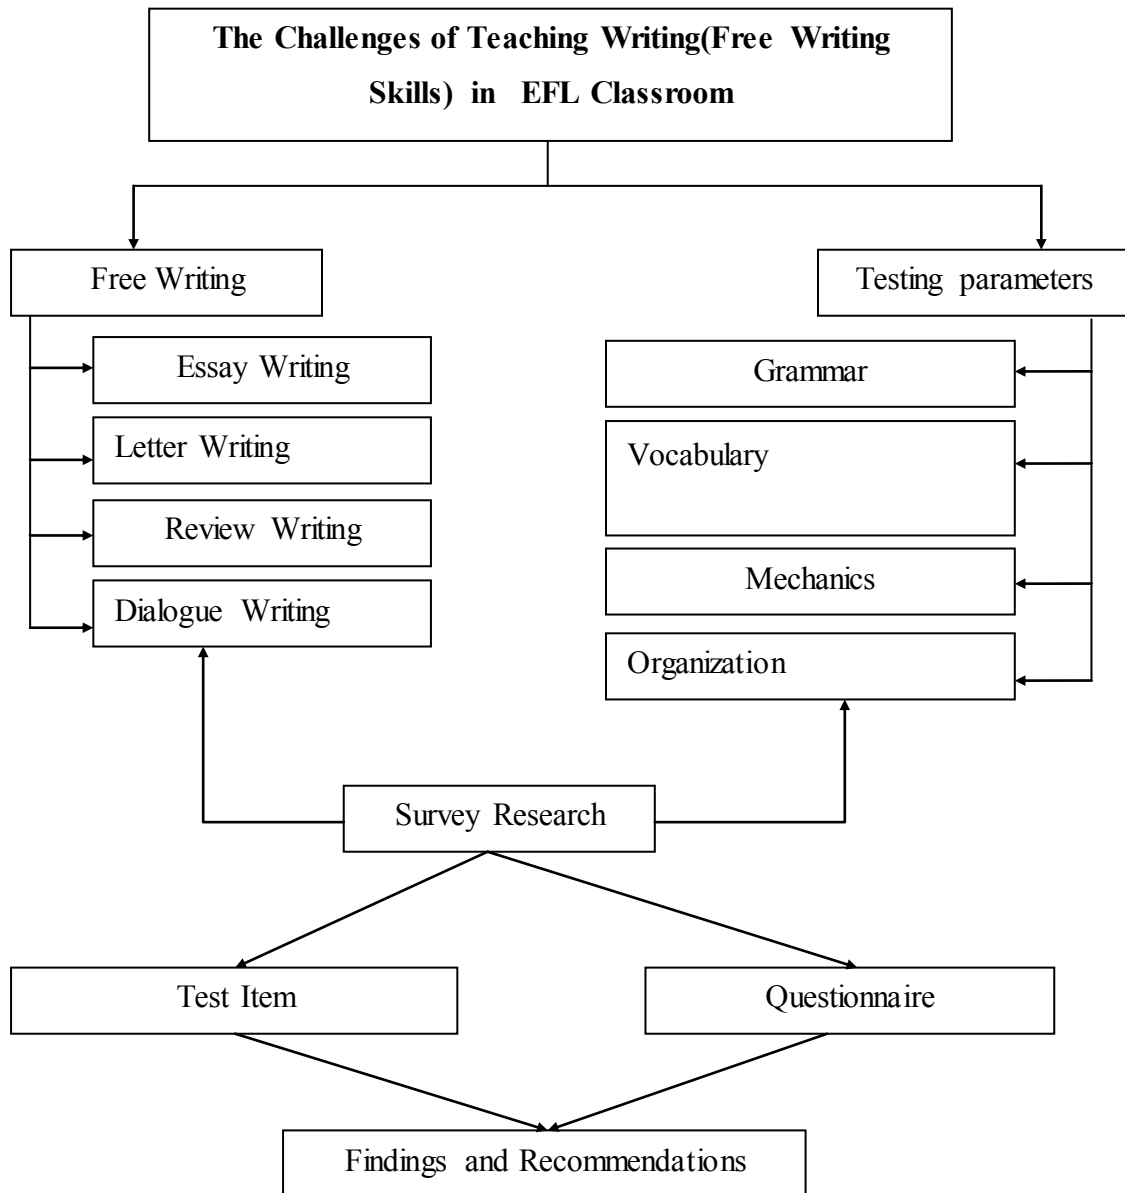 The Challenges of Teaching Writing(Free Writing
Skills) in EFL Classroom
Free Writing
Testing parameters
Essay Writing
Letter Writing
Review Writing
Dialogue Writing
Grammar
Vocabulary
Mechanics
Organization
Survey Research
Test Item
Questionnaire
Findings and Recommendations